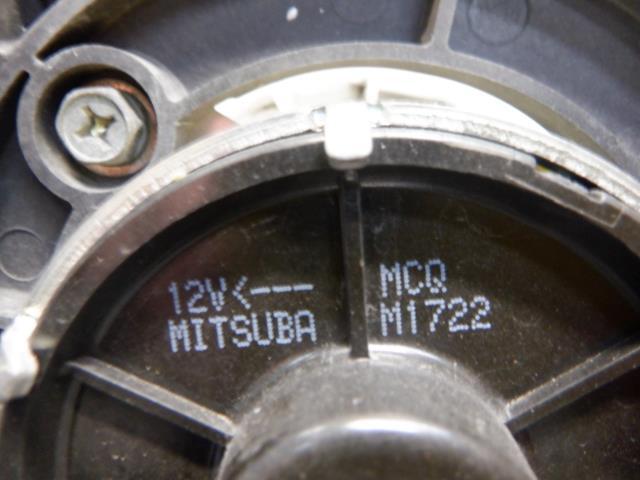 12V<---
MITSUBA
MCQ
M1722